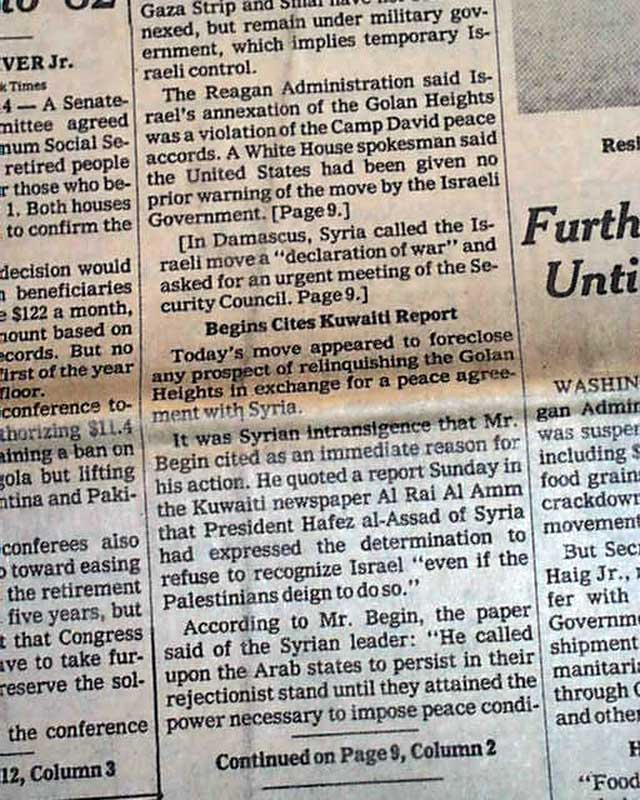 VER Jr.
k Times
4 — A Senate-
mittee agreed
num Social Se-
retired people
r those who be-
1. Both houses
to confirm the
decision would
n beneficiaries
e $122 a month,
nount based on
ecords. But no
first of the year
floor.
conference to-
thorizing $11.4
aining a ban on
gola but lifting
ntina and Paki-
conferees also
o toward easing
the retirement
five years, but
t that Congress
ave to take fur-
reserve the sol-
the conference
12, Column 3
Gaza Strip and Sinai have
nexed, but remain under military gov-
ernment, which implies temporary Is-
raeli control.
The Reagan Administration said Is-
rael's annexation of the Golan Heights
was a violation of the Camp David peace
accords. A White House spokesman said
the United States had been given no
prior warning of the move by the Israeli
Government. [Page 9.]
[In Damascus, Syria called the Is-
raeli move a “declaration of war” and
asked for an urgent meeting of the Se-
curity Council. Page 9.]
Begins Cites Kuwaiti Report
Today's move appeared to foreclose
any prospect of relinquishing the Golan
Heights in exchange for a peace agree-
ment with Syria.
It was Syrian intransigence that Mr.
Begin cited as an immediate reason for
his action. He quoted a report Sunday in
the Kuwaiti newspaper Al Rai Al Amm
that President Hafez al-Assad of Syria
had expressed the determination to
refuse to recognize Israel “even if the
Palestinians deign to do so.”
According to Mr. Begin, the paper
said of the Syrian leader: “He called
upon the Arab states to persist in their
rejectionist stand until they attained the
power necessary to impose peace condi-
Continued on Page 9, Column 2
Resi
Furth
Unti
WASHIN
gan Admin
was suspen
including $
food grain
crackdown
movement
But Secr
Haig Jr.,
fer with
Governme
shipment
manitaria
through C
and other
H
“Food